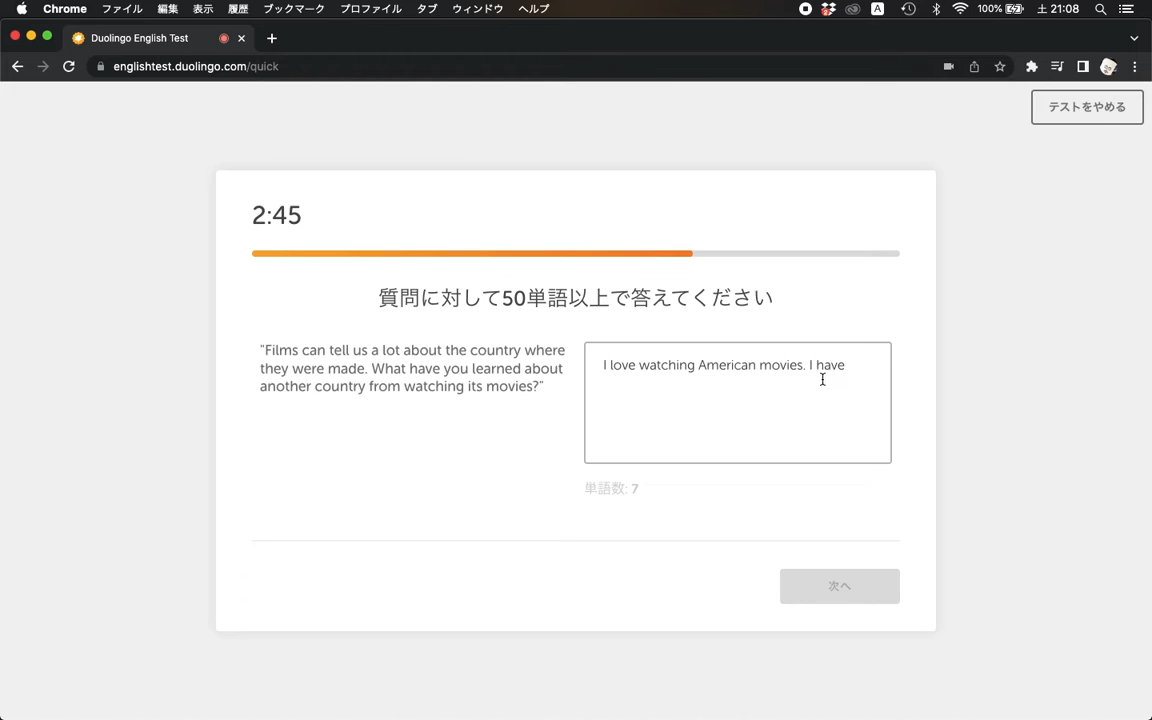 Chrome ファイル 編集 表示 履歴 ブックマーク プロファイル タブ ウィンドウ ヘルプ A 100% 土 21:08
Duolingo English Test
englishtest.duolingo.com/quick
テストをやめる
2:45
質問に対して50単語以上で答えてください
"Films can tell us a lot about the country where
they were made. What have you learned about
another country from watching its movies?"
I love watching American movies. I have
単語数: 7
次へ